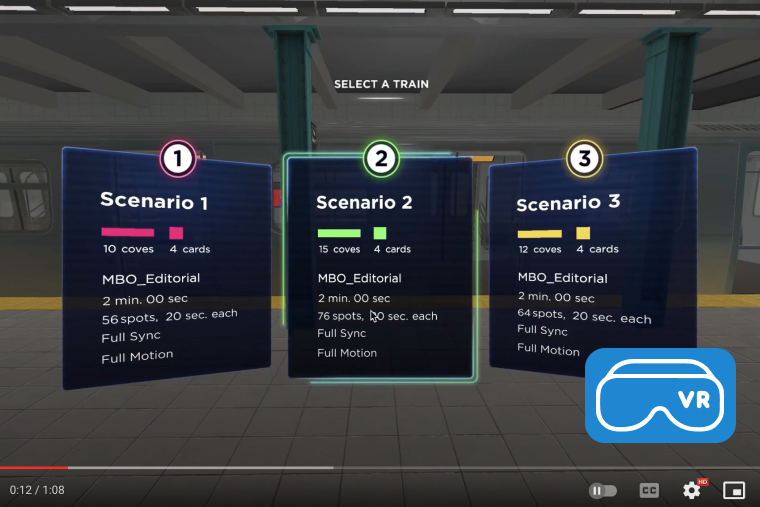 SELECT A TRAIN
1
Scenario 1
10 coves 4 cards
MBO_Editorial
2 min. 00 sec
56 spots, 20 sec. each
Full Sync
Full Motion
2
Scenario 2
15 coves 4 cards
MBO_Editorial
2 min. 00 sec
76 spots, 20 sec. each
Full Sync
Full Motion
3
Scenario 3
12 coves 4 cards
MBO_Editorial
2 min. 00 sec
64 spots, 20 sec. each
Full Sync
Full Motion
VR
0:12 / 1:08
CC
HD